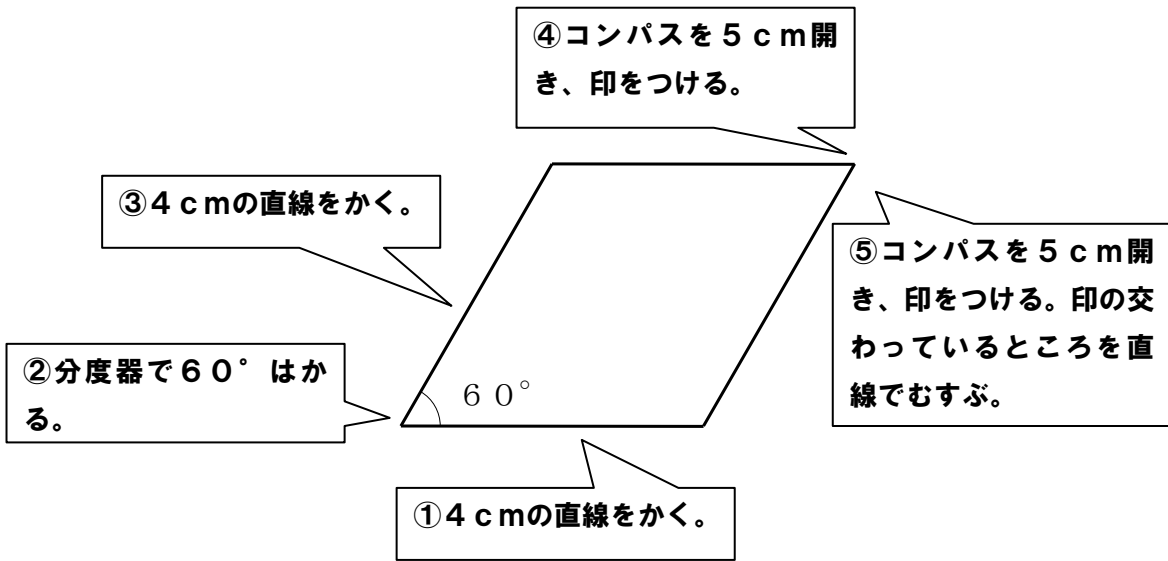 ④コンパスを５ｃｍ開
き、印をつける。
③４ｃｍの直線をかく。
⑤コンパスを５ｃｍ開
き、印をつける。印の交
わっているところを直
線でむすぶ。
②分度器で６０°はか
る。
６０°
①４ｃｍの直線をかく。